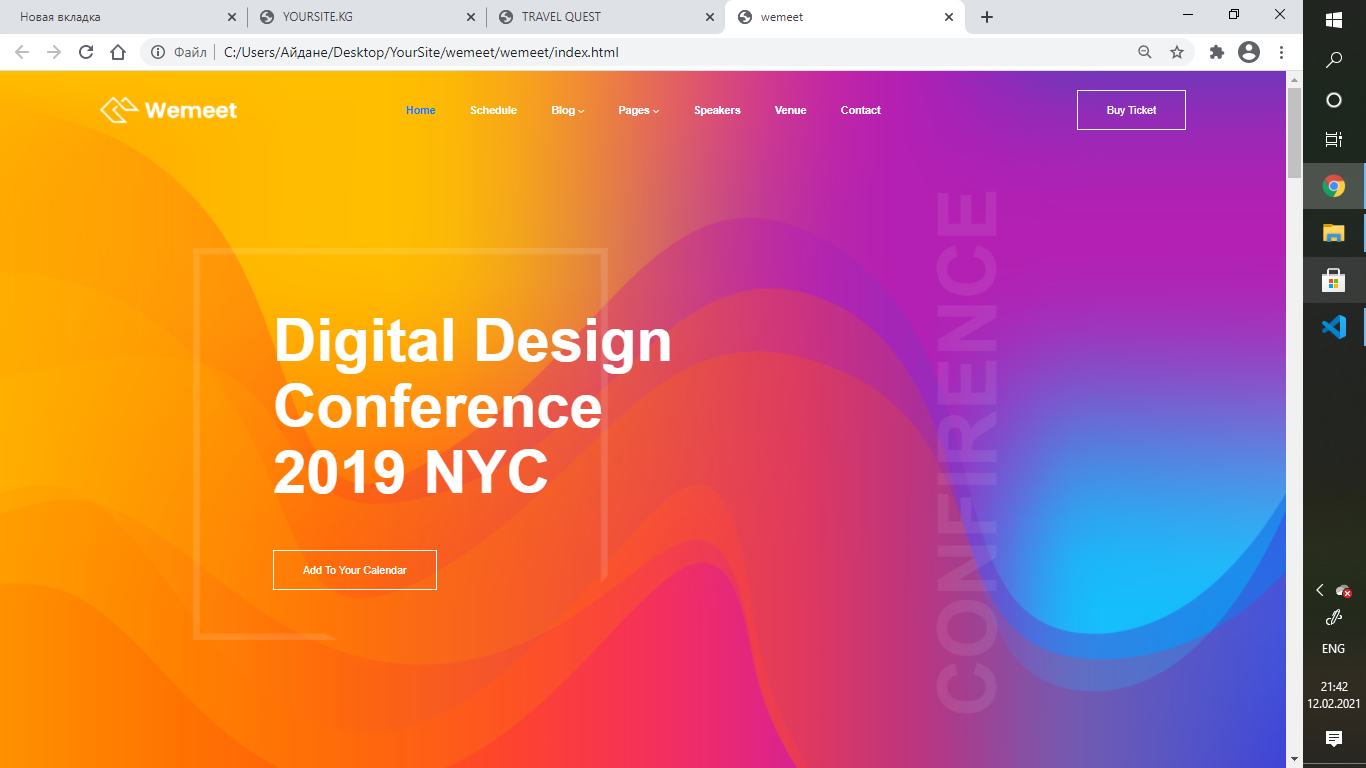 Новая вкладка
YOURSITE.KG
TRAVEL QUEST
wemeet
Файл
C:/Users/Айдане/Desktop/YourSite/wemeet/wemeet/index.html
Wemeet
Home
Schedule
Blog
Pages
Speakers
Venue
Contact
Buy Ticket
Digital Design
Conference
2019 NYC
Add To Your Calendar
CONFIRENCE
ENG
21:42
12.02.2021